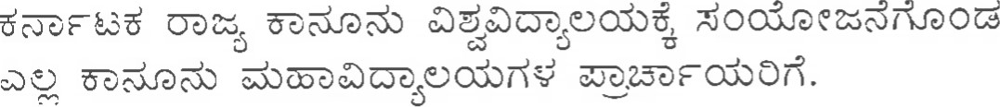 ಕರ್ನಾಟಕ ರಾಜ್ಯ ಕಾನೂನು ವಿಶ್ವವಿದ್ಯಾಲಯಕ್ಕೆ ಸಂಯೋಜನೆಗೊಂಡ
ಎಲ್ಲ ಕಾನೂನು ಮಹಾವಿದ್ಯಾಲಯಗಳ ಪ್ರಾರ್ಚಾಯರಿಗೆ.